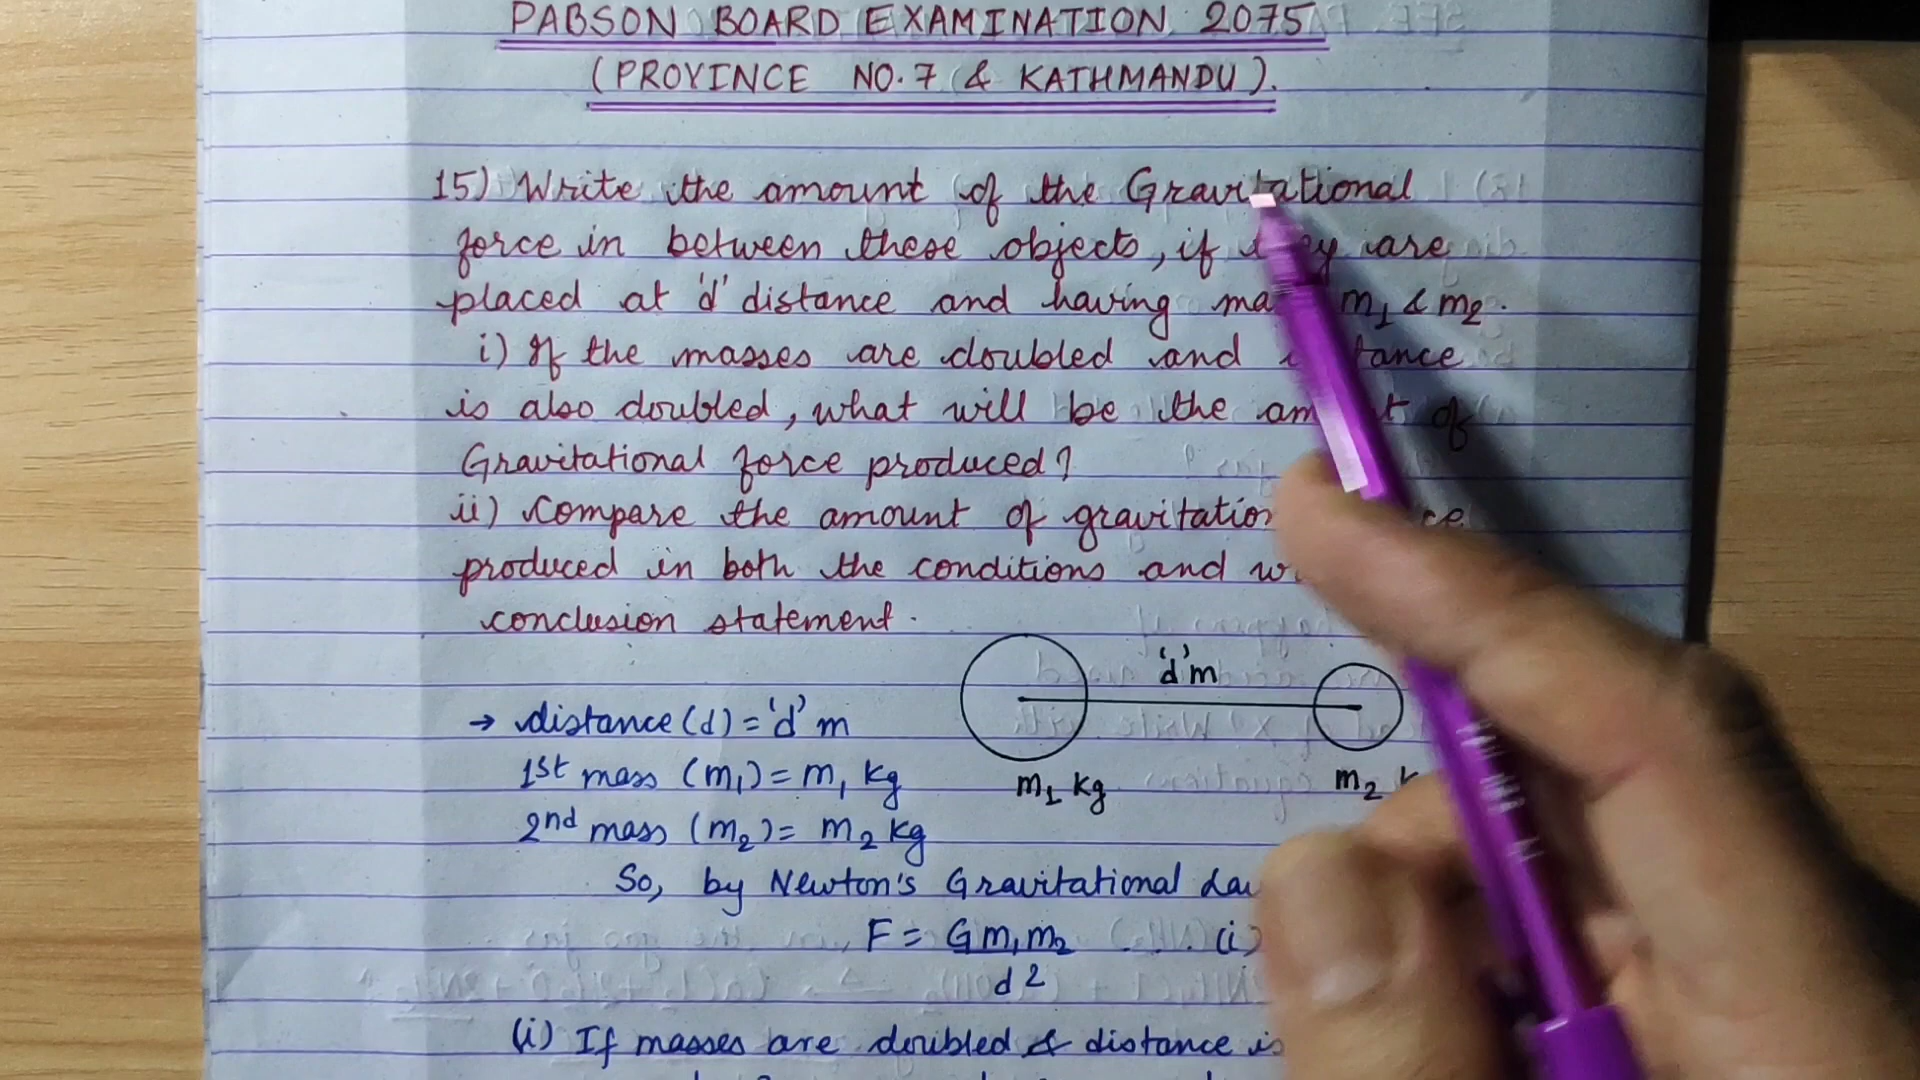 PABSON BOARD EXAMINATION 2075
(PROVINCE NO.7 & KATHMANDU).
15) Write the amount of the Gravitational
force in between these objects, if are
placed at 'd' distance and having m1 & m2.
i) If the masses are doubled and
is also doubled, what will be the of
Gravitational force produced?
ii) Compare the amount of
produced in both the conditions and
conclusion statement.
'd' m
→ distance (d) = 'd' m
1st mass (m1) = m1 kg
m1 kg m2
2nd mass (m2) = m2 kg
So, by Newton's Gravitational
F = Gm1m2 (i)
d2
(i) If masses are doubled & distance is